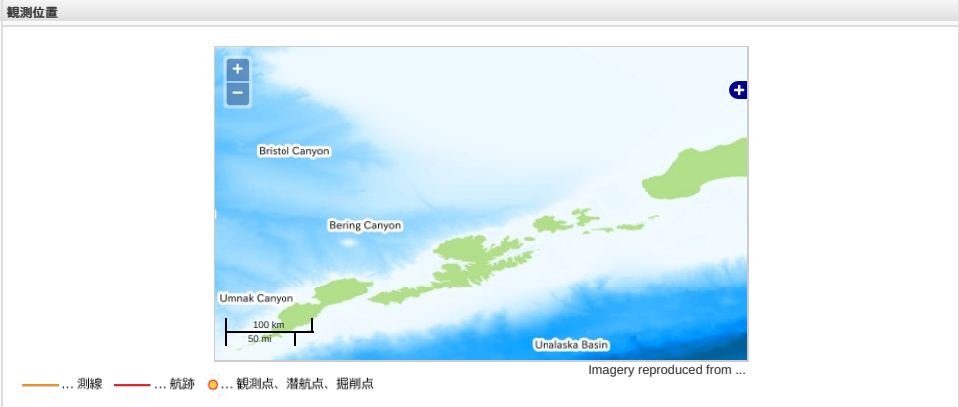 観測位置
+
−
+
Bristol Canyon
Bering Canyon
Umnak Canyon
100 km
50 mi
Unalaska Basin
Imagery reproduced from ...
... 測線 ... 航跡 ... 観測点、潜航点、掘削点